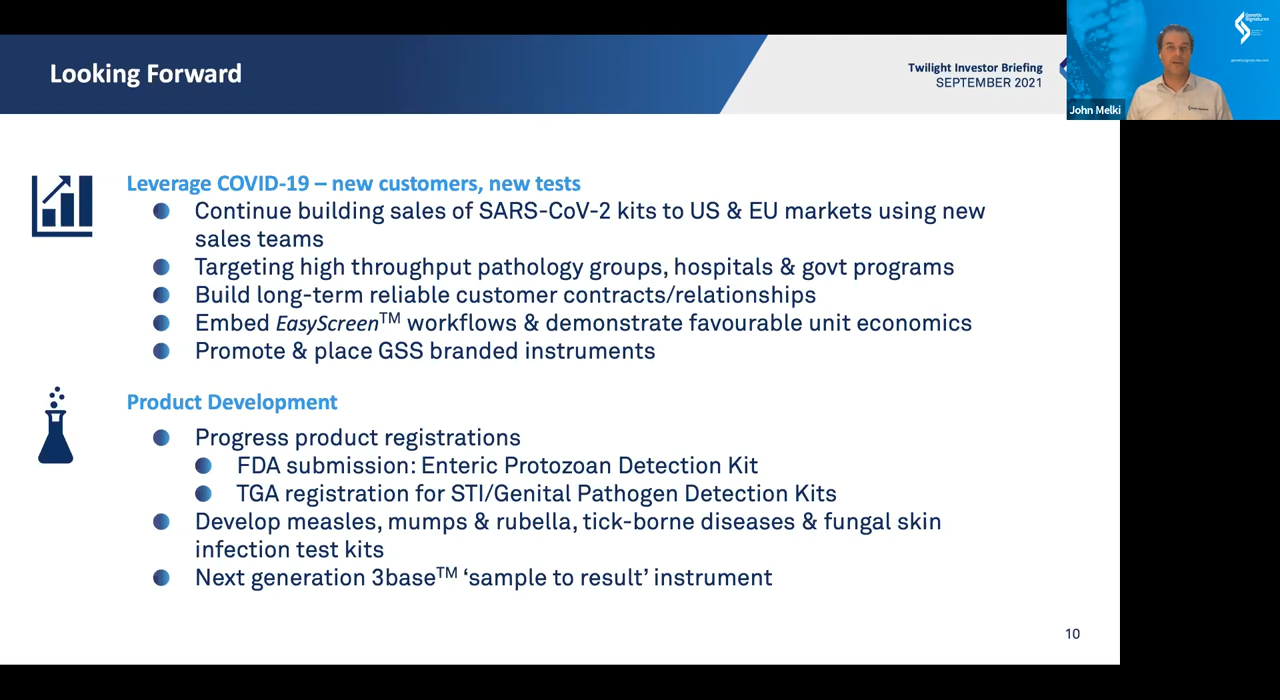 Looking Forward
Twilight Investor Briefing
SEPTEMBER 2021
Genetic
Signatures
John Melki
Leverage COVID-19 – new customers, new tests
Continue building sales of SARS-CoV-2 kits to US & EU markets using new
sales teams
Targeting high throughput pathology groups, hospitals & govt programs
Build long-term reliable customer contracts/relationships
Embed EasyScreen™ workflows & demonstrate favourable unit economics
Promote & place GSS branded instruments
Product Development
Progress product registrations
FDA submission: Enteric Protozoan Detection Kit
TGA registration for STI/Genital Pathogen Detection Kits
Develop measles, mumps & rubella, tick-borne diseases & fungal skin
infection test kits
Next generation 3base™ ‘sample to result’ instrument
10